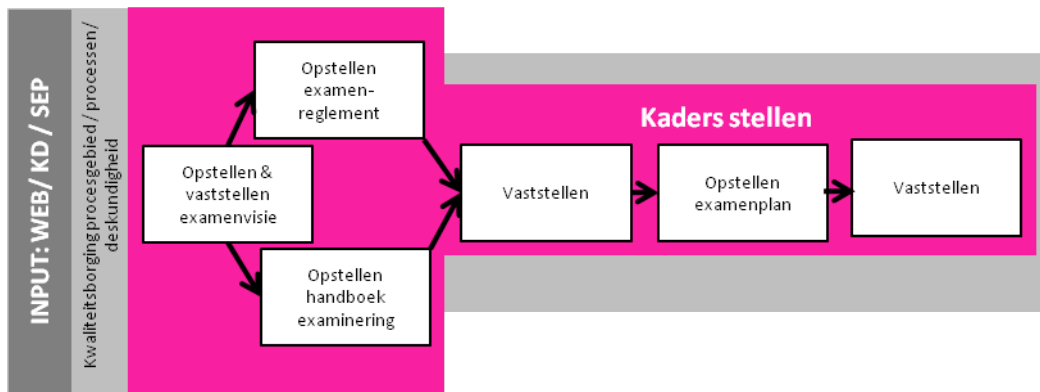 INPUT: WEB/ KD / SEP
Kwaliteitsborging procesgebied / processen /
deskundigheid
Opstellen
examen-
reglement
Opstellen &
vaststellen
examenvisie
Opstellen
handboek
examinering
Kaders stellen
Vaststellen
Opstellen
examenplan
Vaststellen